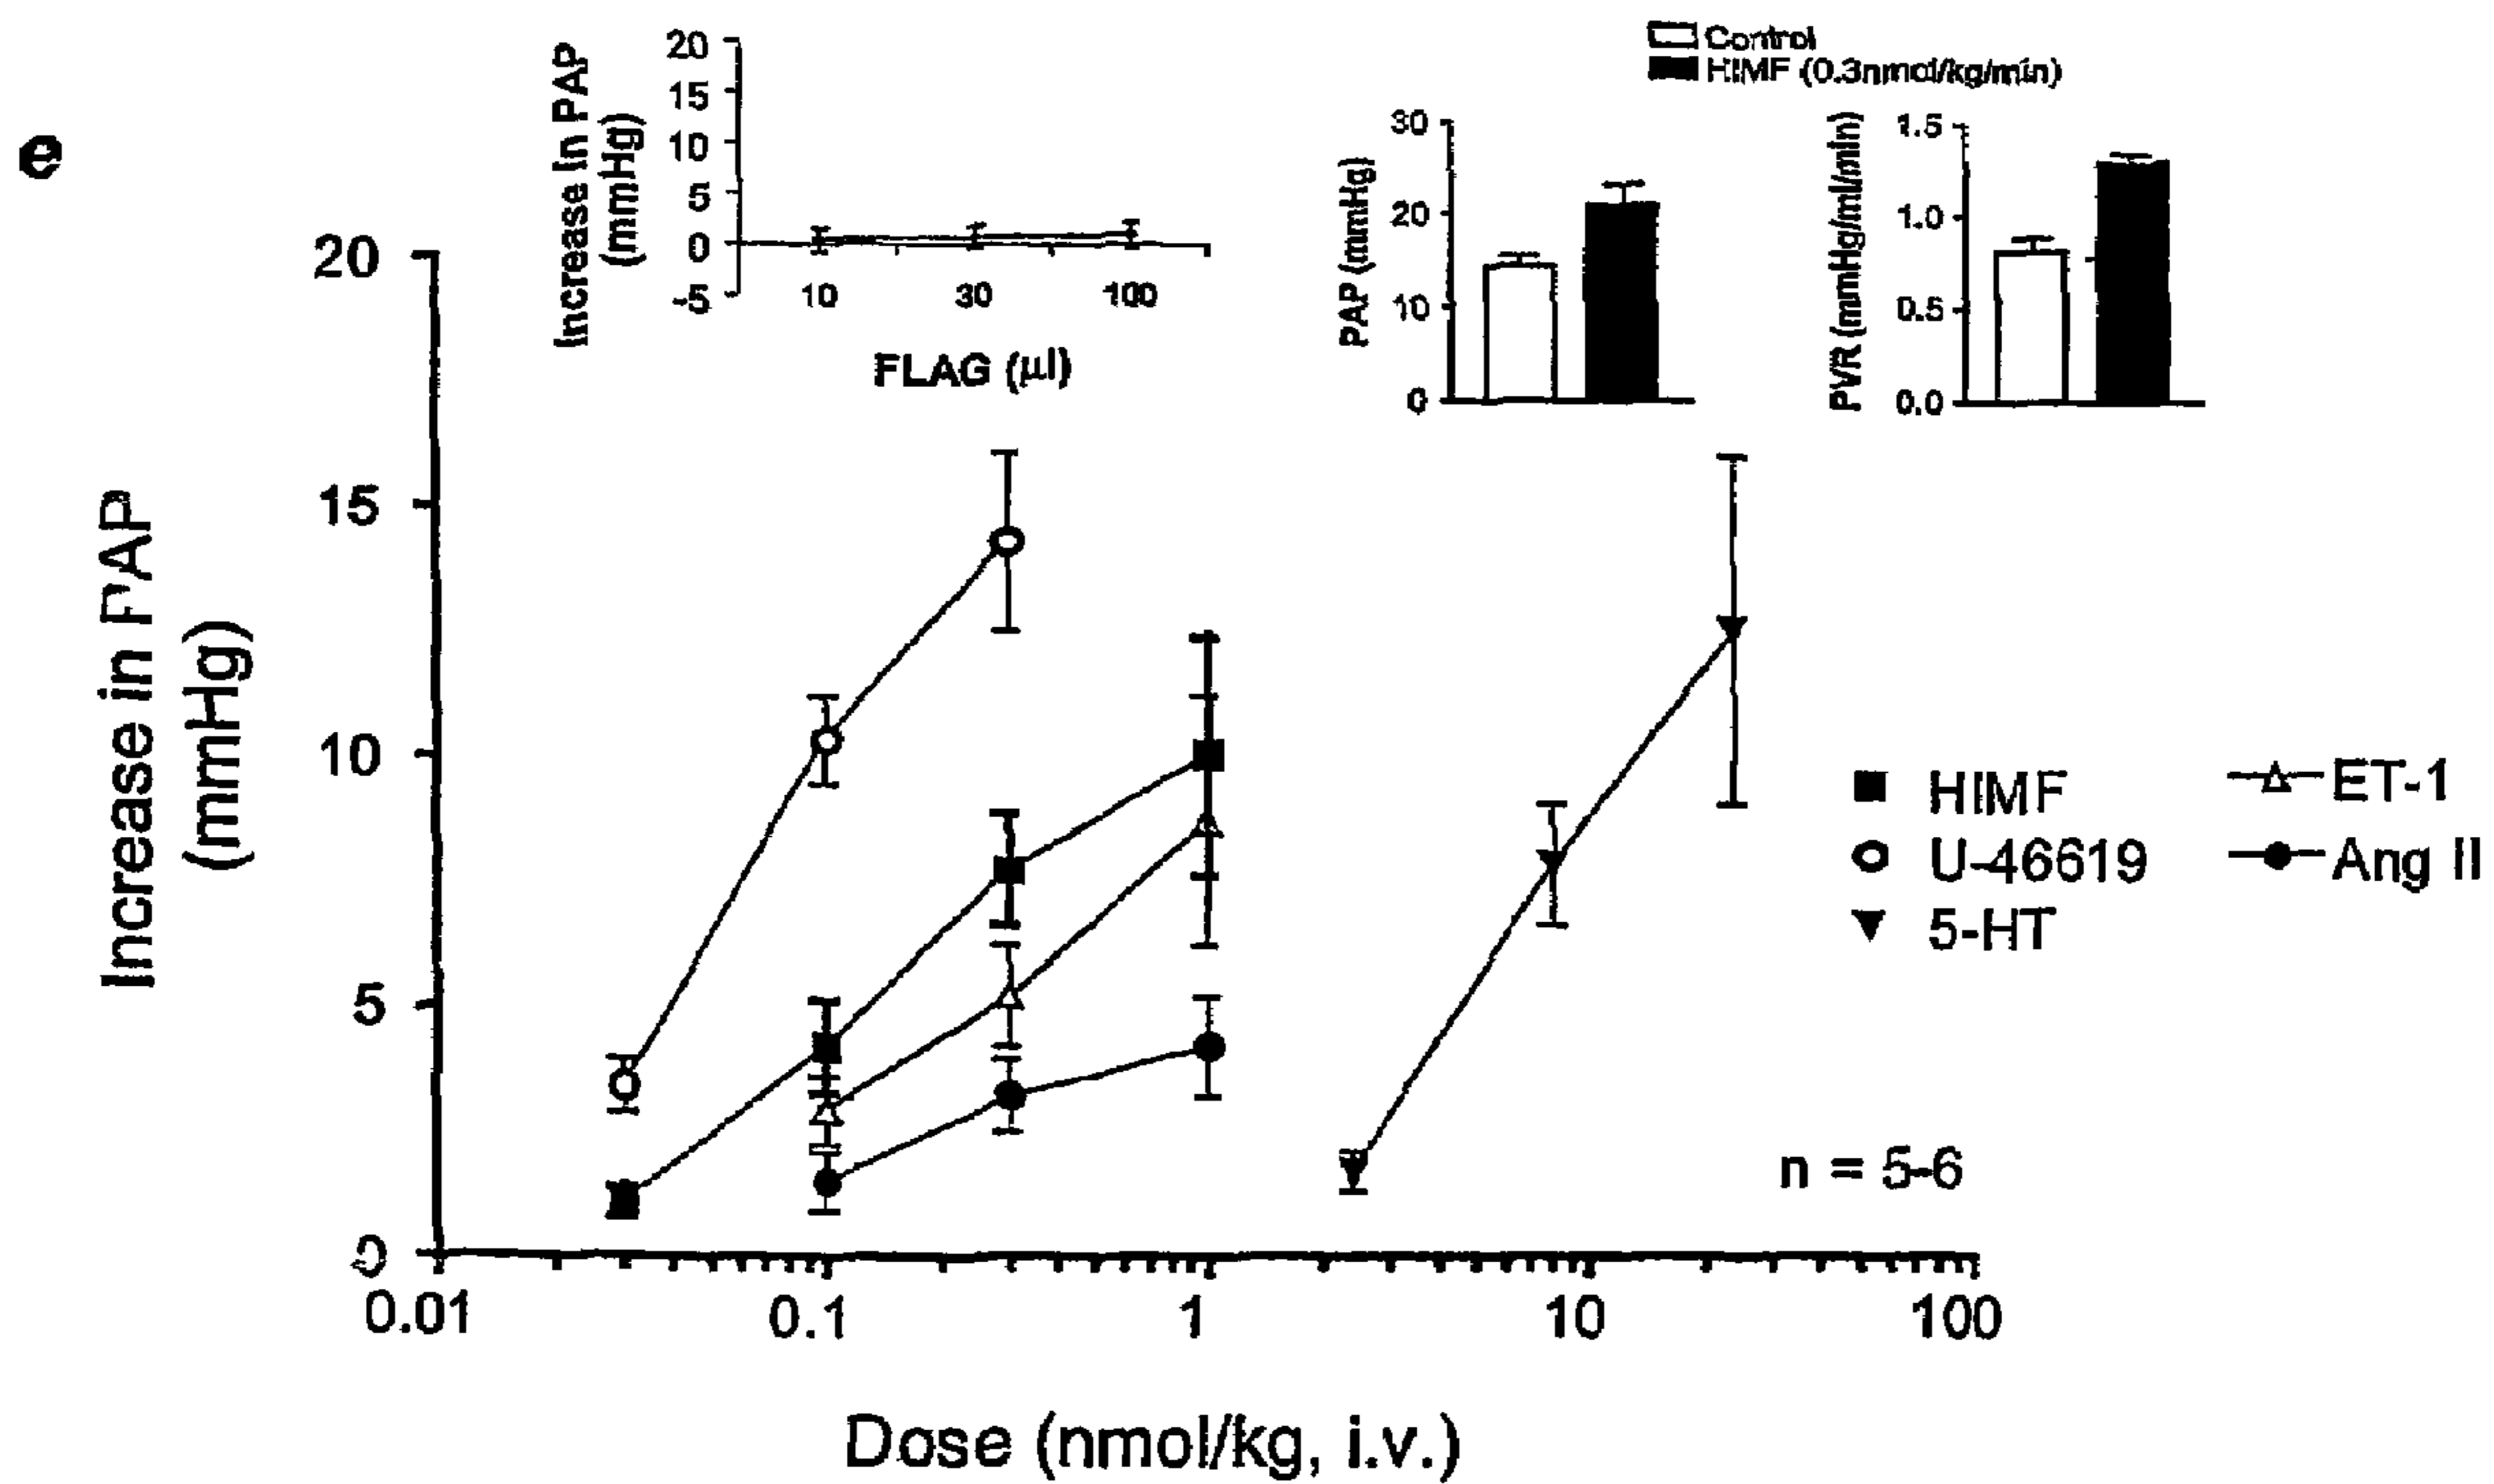 e
Increase in PAP
(mmHg)
20
15
10
5
0
-5
10
30
100
FLAG (µl)
Control
HIMF (0.3nmol/kg/min)
PAP (mmHg)
30
20
10
0
PVR (mmHg/ml/min)
1.5
1.0
0.5
0.0
Increase in PAP
(mmHg)
20
15
10
5
0
HIMF
U-46619
5-HT
ET-1
Ang II
n = 5-6
0.01
0.1
1
10
100
Dose (nmol/kg, i.v.)